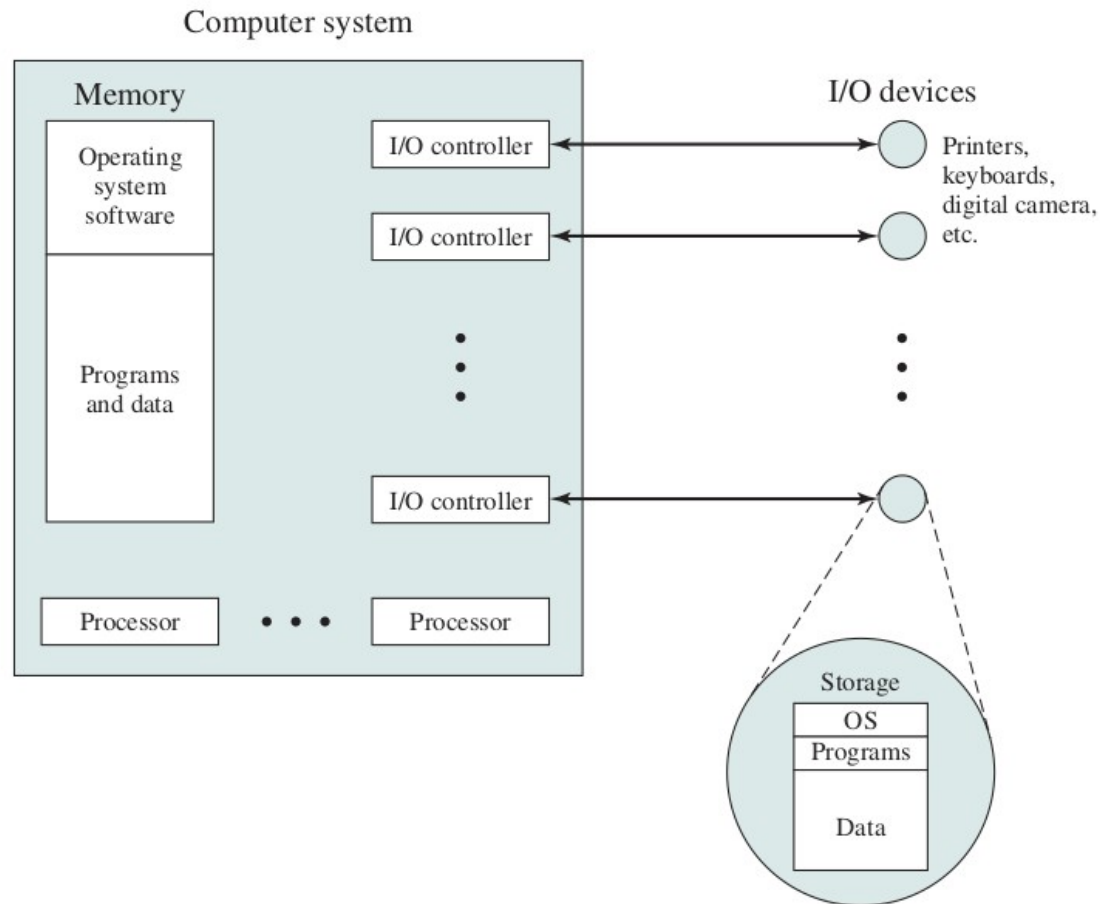 Computer system
Memory
Operating
system
software
Programs
and data
I/O controller
I/O controller
I/O controller
Processor
Processor
I/O devices
Printers,
keyboards,
digital camera,
etc.
Storage
OS
Programs
Data